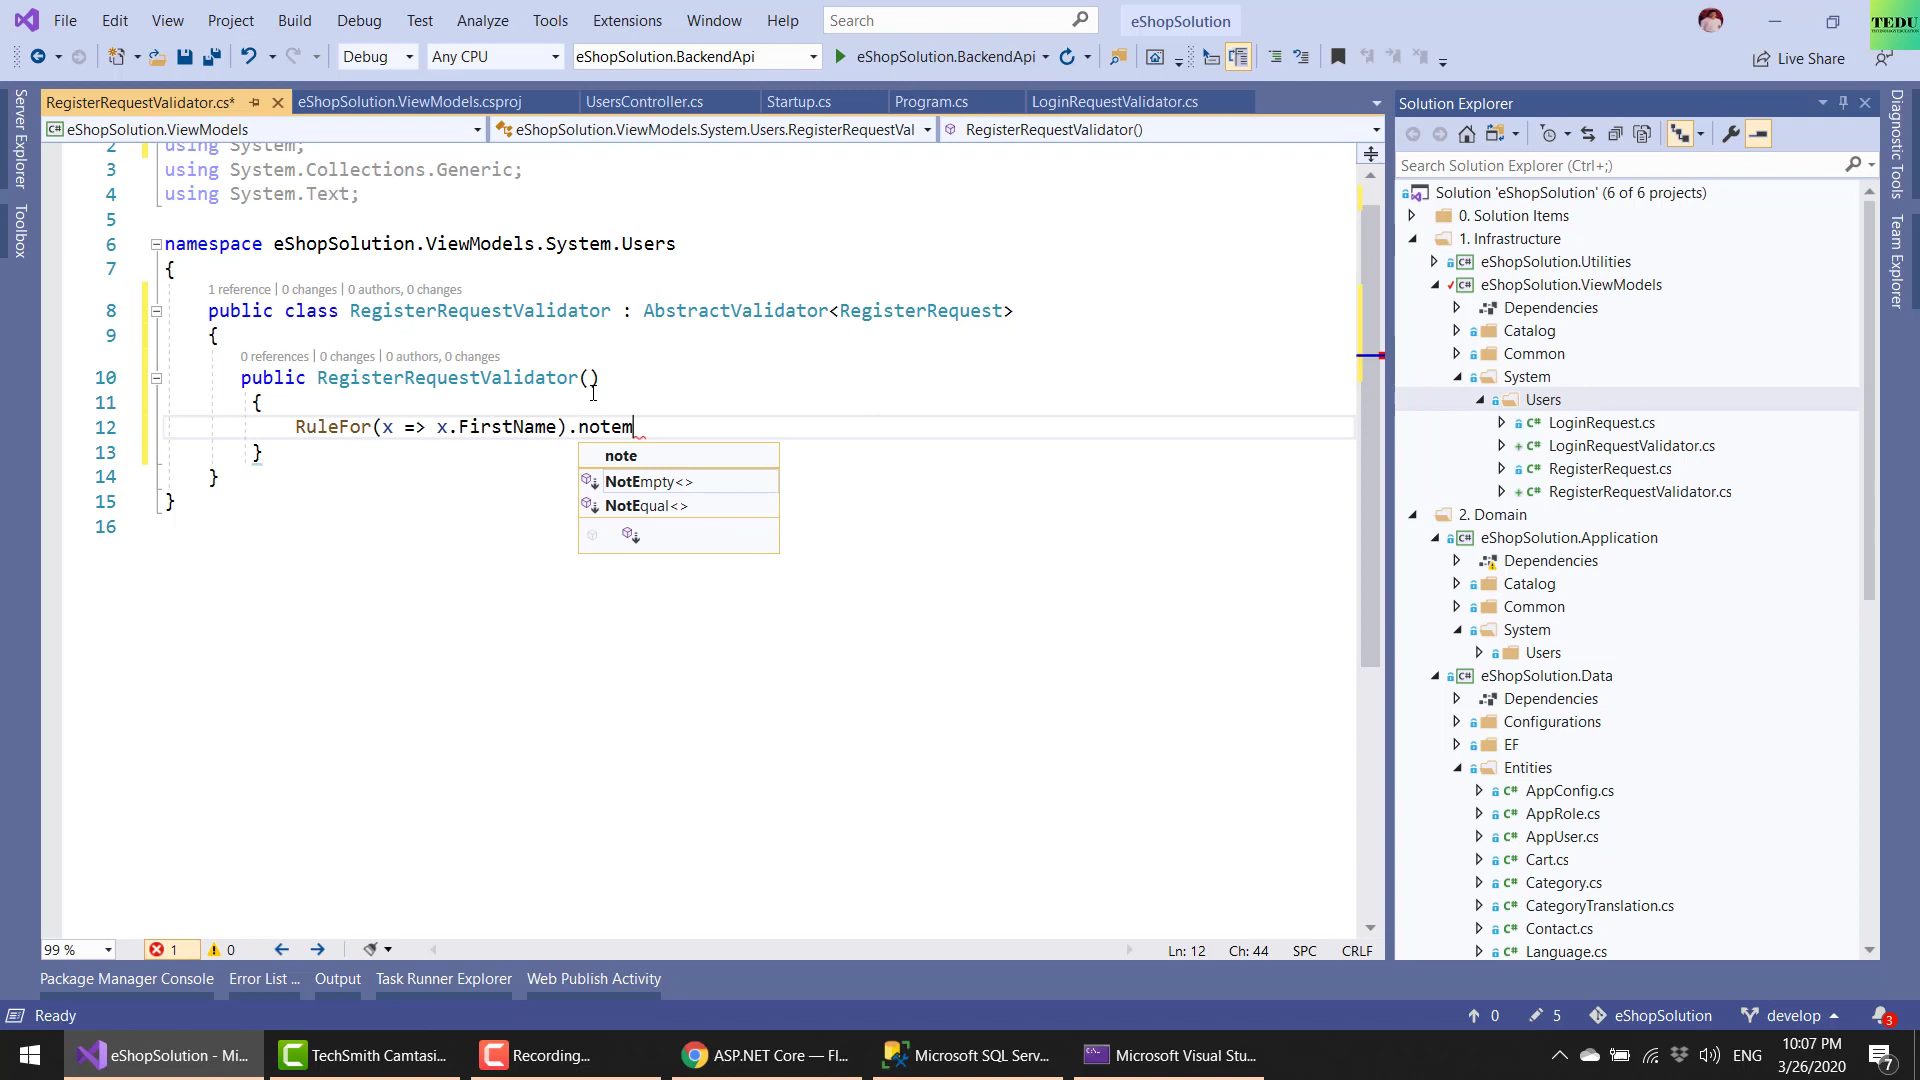 File Edit View Project Build Debug Test Analyze Tools Extensions Window Help Search eShopSolution
TEDU
Debug Any CPU eShopSolution.BackendApi eShopSolution.BackendApi Live Share
RegisterRequestValidator.cs* eShopSolution.ViewModels.csproj UsersController.cs Startup.cs Program.cs LoginRequestValidator.cs
eShopSolution.ViewModels eShopSolution.ViewModels.System.Users.RegisterRequestVal RegisterRequestValidator()
Server Explorer
Toolbox
2 using System;
3 using System.Collections.Generic;
4 using System.Text;
5
6 namespace eShopSolution.ViewModels.System.Users
7 {
1 reference | 0 changes | 0 authors, 0 changes
8 public class RegisterRequestValidator : AbstractValidator<RegisterRequest>
9 {
0 references | 0 changes | 0 authors, 0 changes
10 public RegisterRequestValidator()
11 {
12 RuleFor(x => x.FirstName).notem
13 }
14 }
15 }
16
note
NotEmpty<>
NotEqual<>
99 % 1 0 Ln: 12 Ch: 44 SPC CRLF
Solution Explorer
Search Solution Explorer (Ctrl+;)
Solution 'eShopSolution' (6 of 6 projects)
0. Solution Items
1. Infrastructure
C# eShopSolution.Utilities
C# eShopSolution.ViewModels
Dependencies
Catalog
Common
System
Users
C# LoginRequest.cs
C# LoginRequestValidator.cs
C# RegisterRequest.cs
C# RegisterRequestValidator.cs
2. Domain
C# eShopSolution.Application
Dependencies
Catalog
Common
System
Users
C# eShopSolution.Data
Dependencies
Configurations
EF
Entities
C# AppConfig.cs
C# AppRole.cs
C# AppUser.cs
C# Cart.cs
C# Category.cs
C# CategoryTranslation.cs
C# Contact.cs
C# Language.cs
Diagnostic Tools
Team Explorer
Package Manager Console Error List ... Output Task Runner Explorer Web Publish Activity
Ready 0 5 eShopSolution develop 3
eShopSolution - Mi... TechSmith Camtasi... Recording... ASP.NET Core — Fl... Microsoft SQL Serv... Microsoft Visual Stu... ENG 10:07 PM
3/26/2020 7